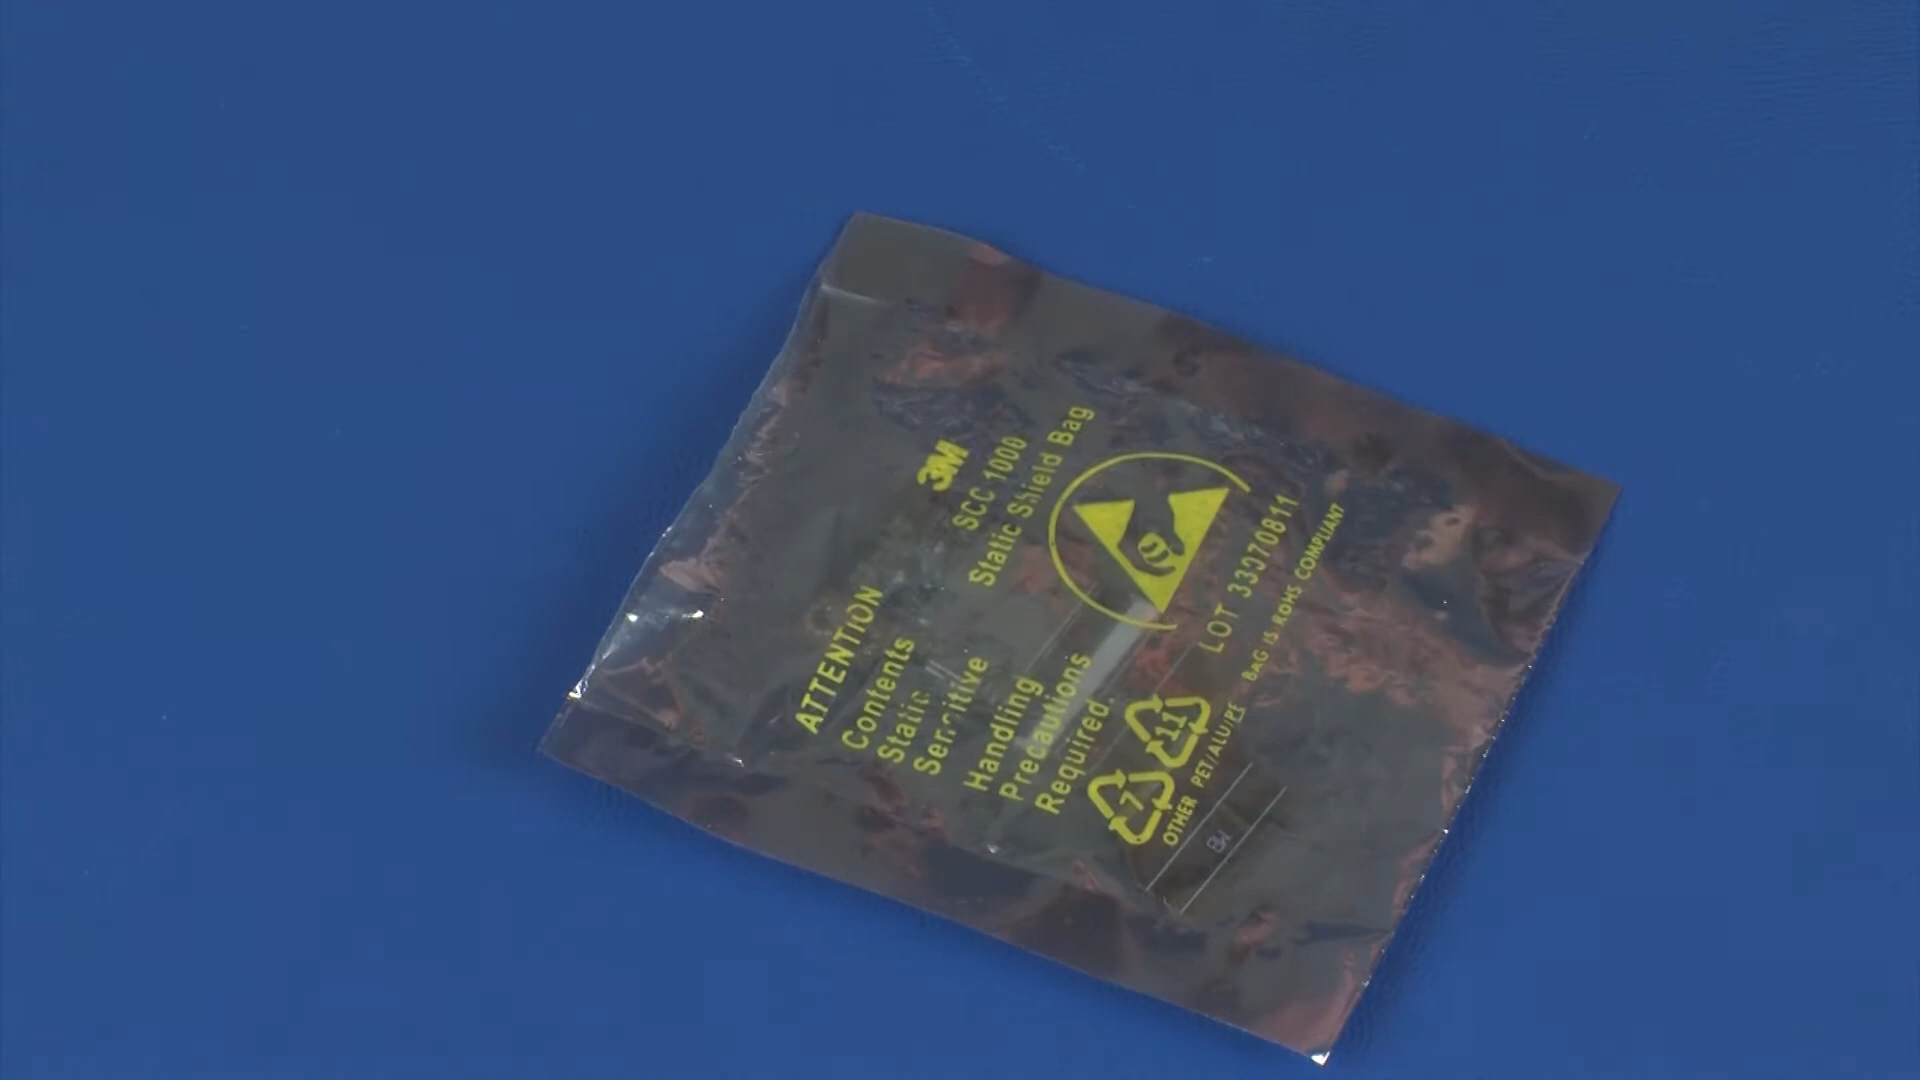 3M
SCC 1000
Static Shield Bag
ATTENTION
Contents
Static
Sensitive
Handling
Precautions
Required
LOT 33070811
BAG IS ROHS COMPLIANT
7
11
OTHER PET/ALU/PE